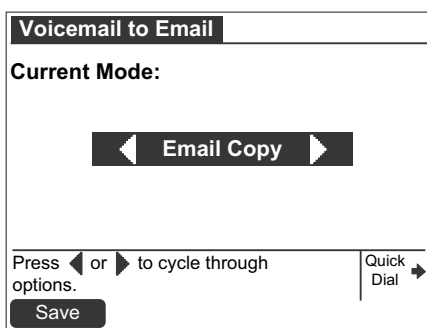 Voicemail to Email
Current Mode:
Email Copy
Press or to cycle through
options.
Quick
Dial
Save